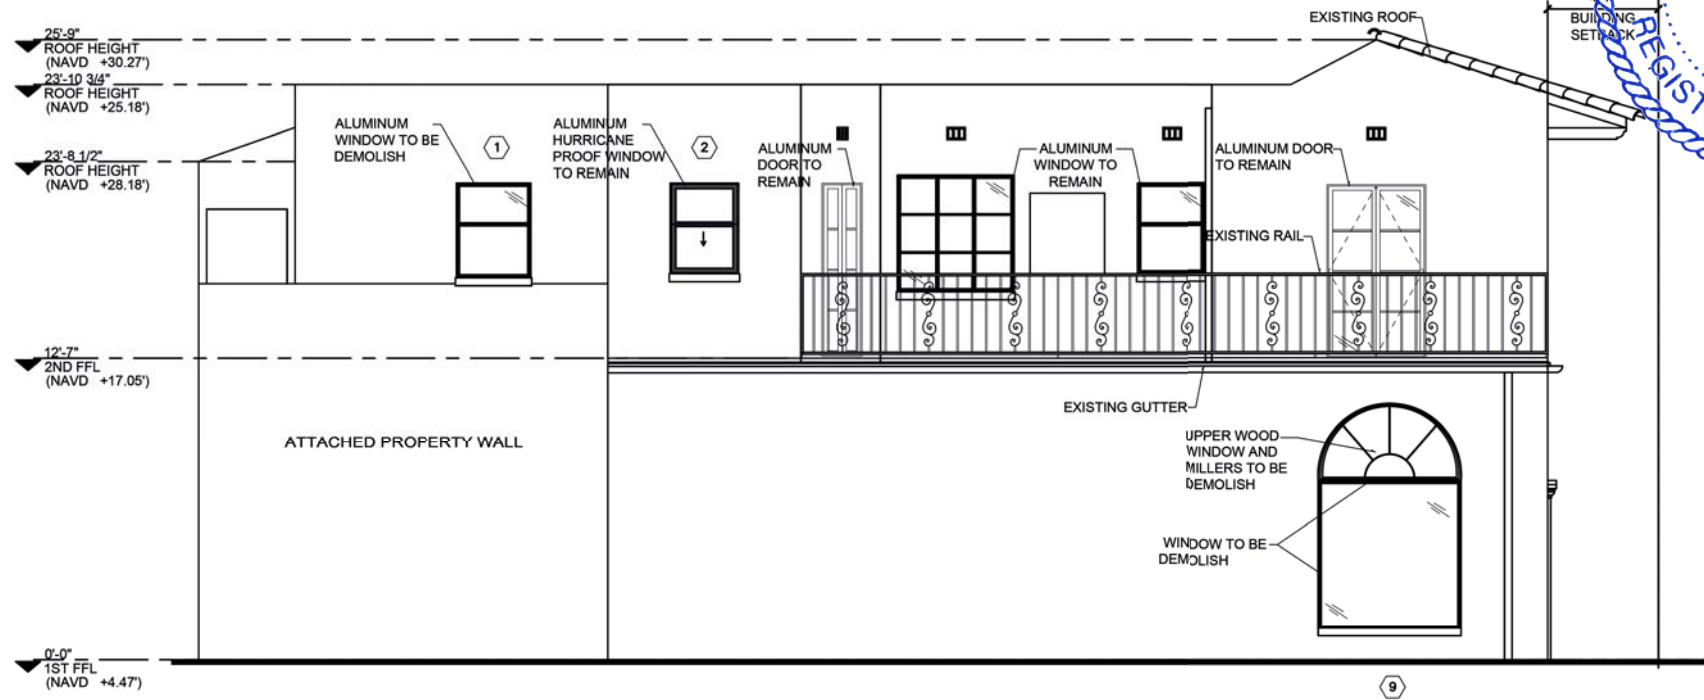 25'-9"
ROOF HEIGHT
(NAVD +30.27')
23'-10 3/4"
ROOF HEIGHT
(NAVD +25.18')
23'-8 1/2"
ROOF HEIGHT
(NAVD +28.18')
12'-7"
2ND FFL
(NAVD +17.05')
0'-0"
1ST FFL
(NAVD +4.47')
ALUMINUM
WINDOW TO BE
DEMOLISH
1
ALUMINUM
HURRICANE
PROOF WINDOW
TO REMAIN
2
ALUMINUM
DOOR TO
REMAIN
ALUMINUM
WINDOW TO
REMAIN
ALUMINUM DOOR
TO REMAIN
EXISTING ROOF
BUILDING
SETBACK
REGIST
EXISTING RAIL
EXISTING GUTTER
ATTACHED PROPERTY WALL
UPPER WOOD
WINDOW AND
MILLERS TO BE
DEMOLISH
WINDOW TO BE
DEMOLISH
9